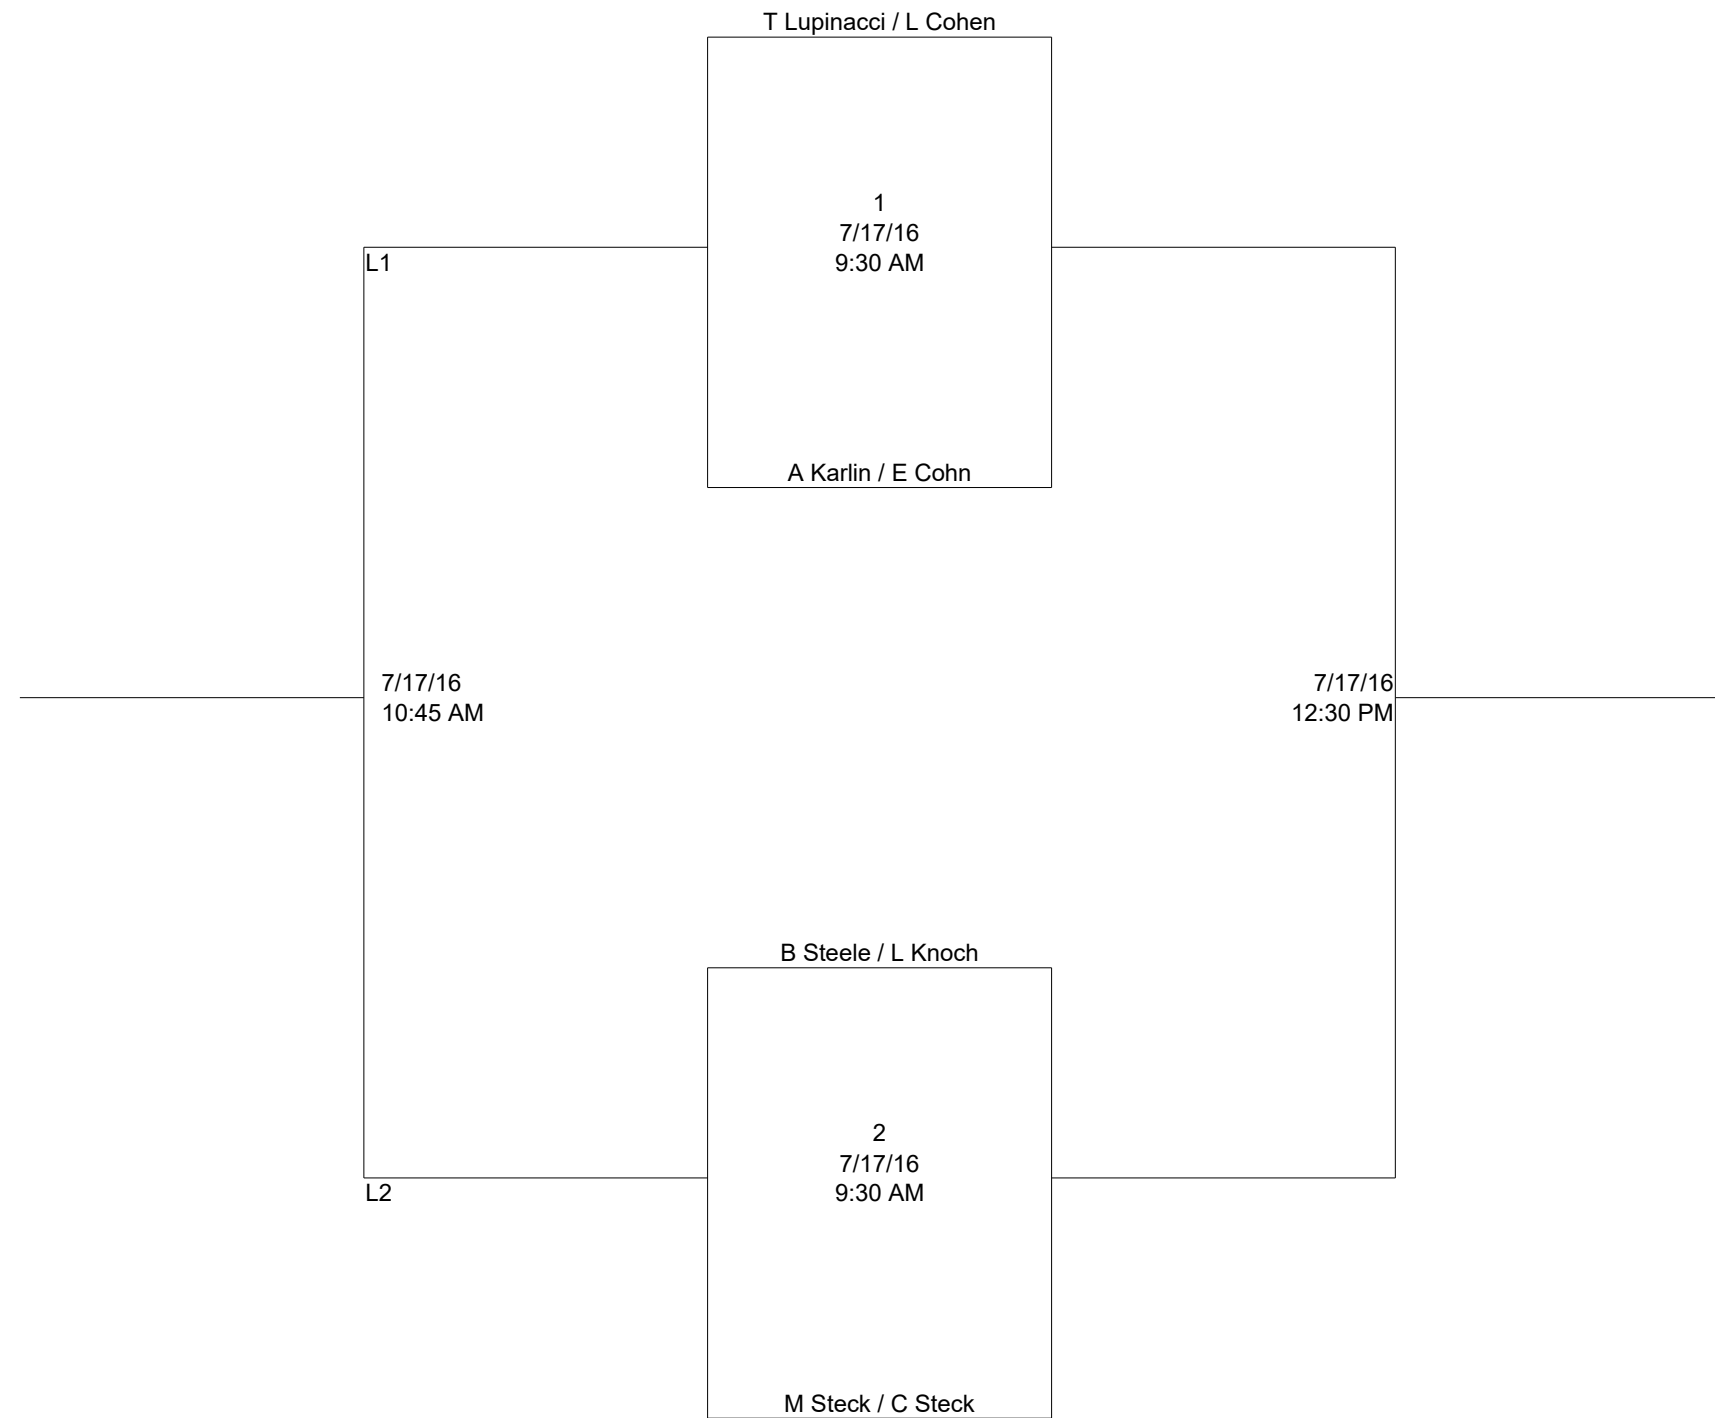 T Lupinacci / L Cohen
1
7/17/16
9:30 AM
L1
A Karlin / E Cohn
7/17/16
10:45 AM
7/17/16
12:30 PM
B Steele / L Knoch
2
7/17/16
9:30 AM
L2
M Steck / C Steck